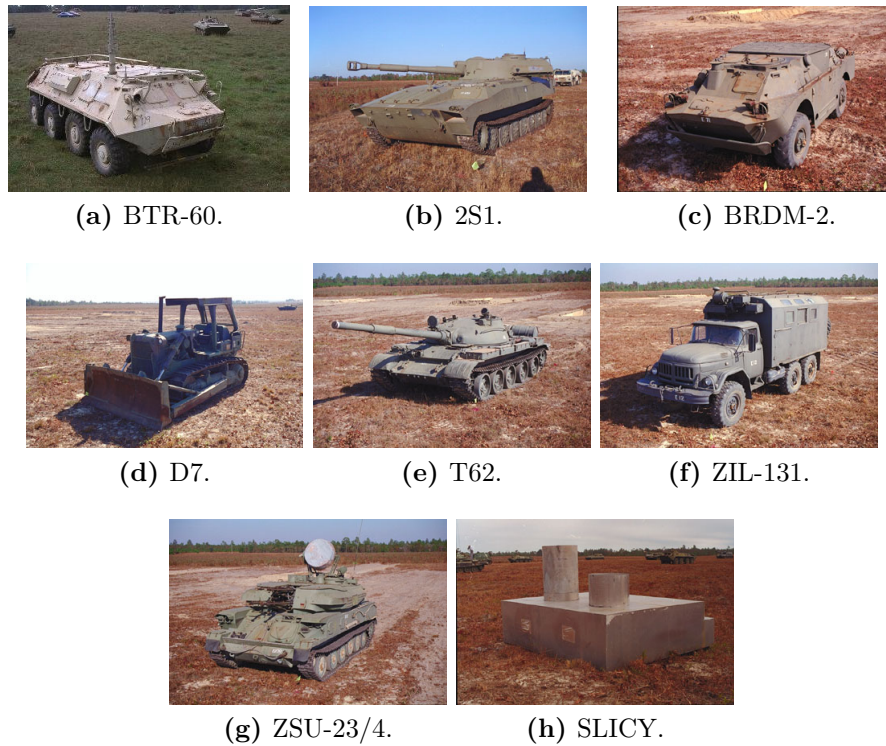 (a) BTR-60.
(b) 2S1.
(c) BRDM-2.
(d) D7.
(e) T62.
(f) ZIL-131.
(g) ZSU-23/4.
(h) SLICY.